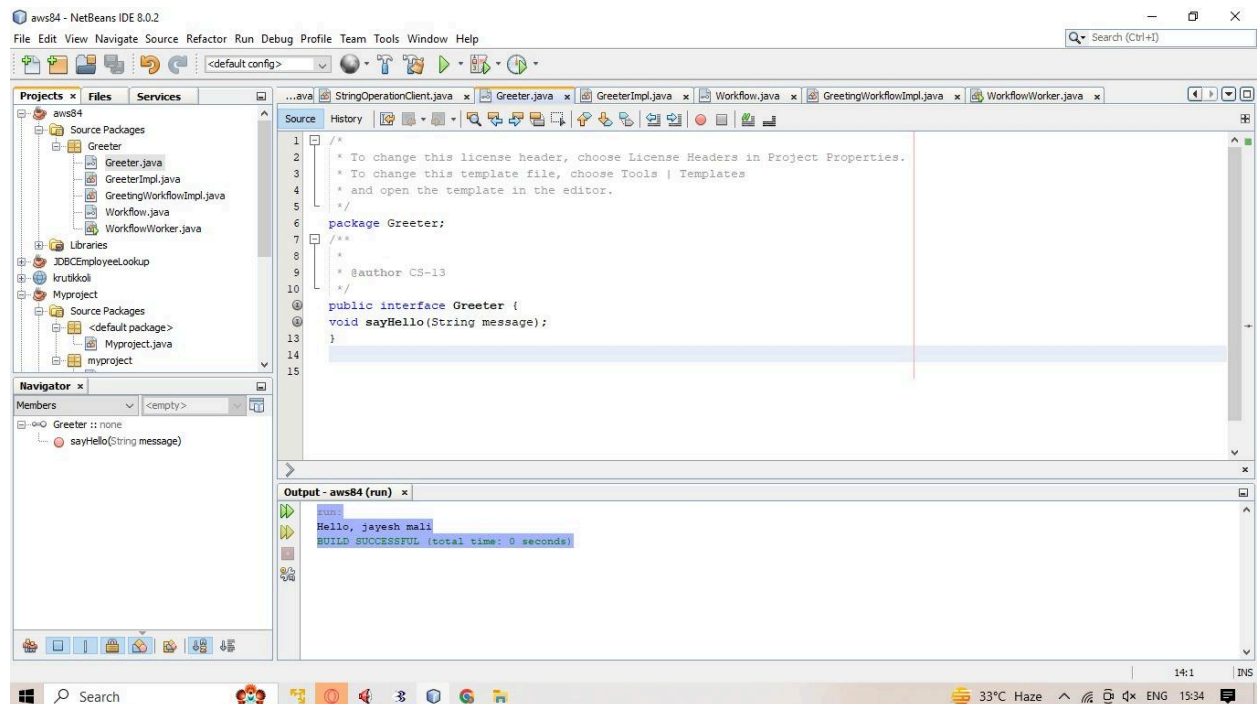 aws84 - NetBeans IDE 8.0.2
File Edit View Navigate Source Refactor Run Debug Profile Team Tools Window Help
Search (Ctrl+I)
<default config>
Projects x Files Services
...ava StringOperationClient.java x Greeter.java x GreeterImpl.java x Workflow.java x GreetingWorkflowImpl.java x WorkflowWorker.java x
aws84
Source Packages
Greeter
Greeter.java
GreeterImpl.java
GreetingWorkflowImpl.java
Workflow.java
WorkflowWorker.java
Libraries
JDBCEmployeeLookup
krutikkoli
Myproject
Source Packages
<default package>
Myproject.java
myproject
Source History
1 /*
2 * To change this license header, choose License Headers in Project Properties.
3 * To change this template file, choose Tools | Templates
4 * and open the template in the editor.
5 */
6 package Greeter;
7 /**
8 *
9 * @author CS-13
10 */
public interface Greeter {
void sayHello(String message);
13 }
14
15
Navigator x
Members <empty>
Greeter :: none
sayHello(String message)
Output - aws84 (run) x
run:
Hello, jayesh mali
BUILD SUCCESSFUL (total time: 0 seconds)
14:1 INS
Search
33°C Haze ENG 15:34